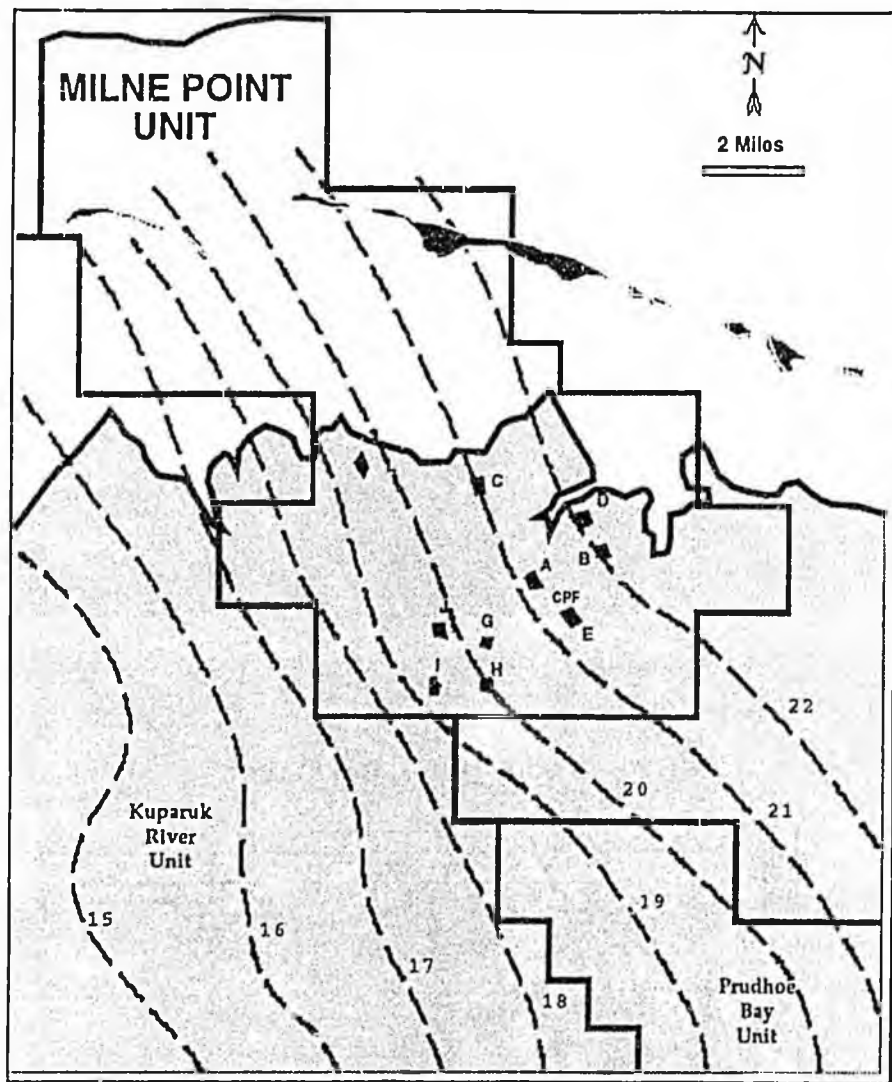 MILNE POINT
UNIT
N
2 Milos
C
D
B
A
CPF
E
G
H
J
I
22
20
21
Kuparuk
River
Unit
15
16
19
17
18
Prudhoe
Bay
Unit